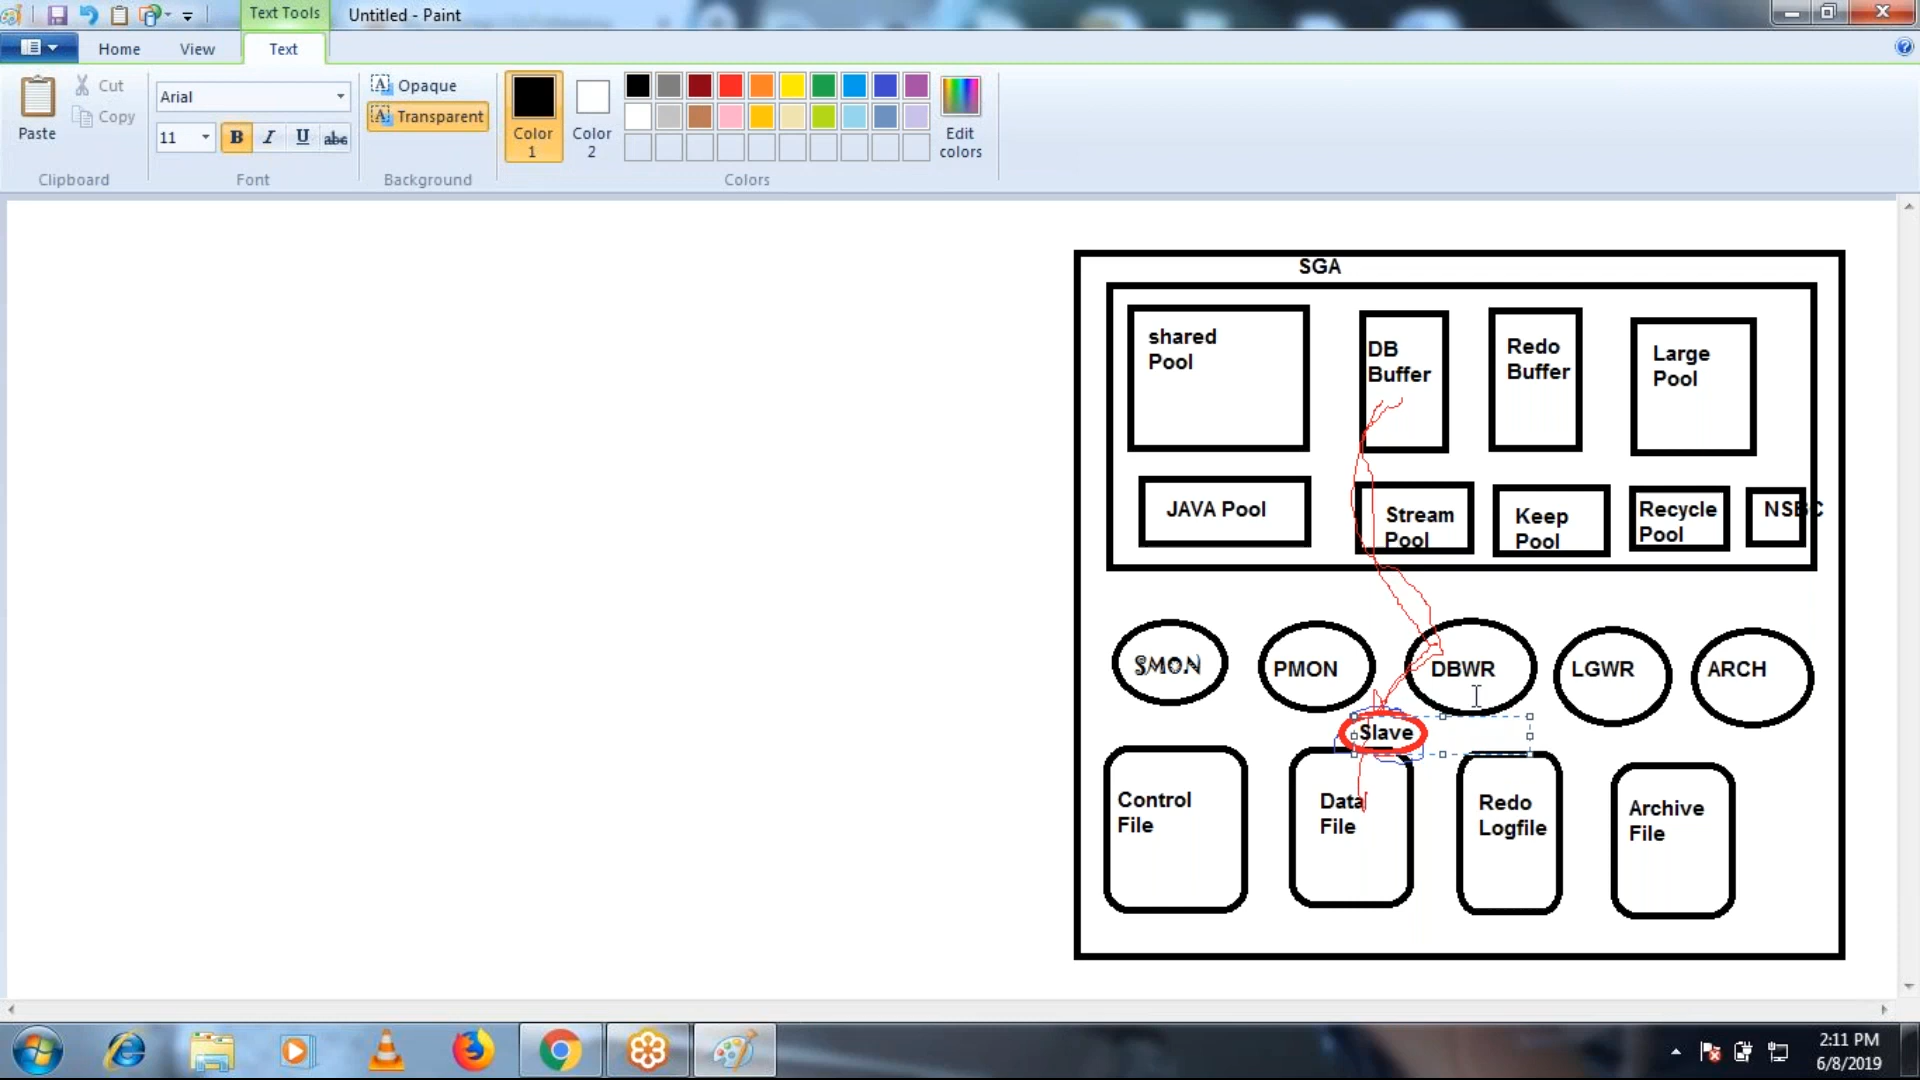 Text Tools
Untitled - Paint
Home
View
Text
Paste
Cut
Copy
Clipboard
Arial
11
B
I
U
abc
Font
A Opaque
A Transparent
Background
Color
1
Color
2
Edit
colors
Colors
SGA
shared
Pool
DB
Buffer
Redo
Buffer
Large
Pool
JAVA Pool
Stream
Pool
Keep
Pool
Recycle
Pool
NSBC
SMON
PMON
DBWR
LGWR
ARCH
Slave
Control
File
Data
File
Redo
Logfile
Archive
File
2:11 PM
6/8/2019